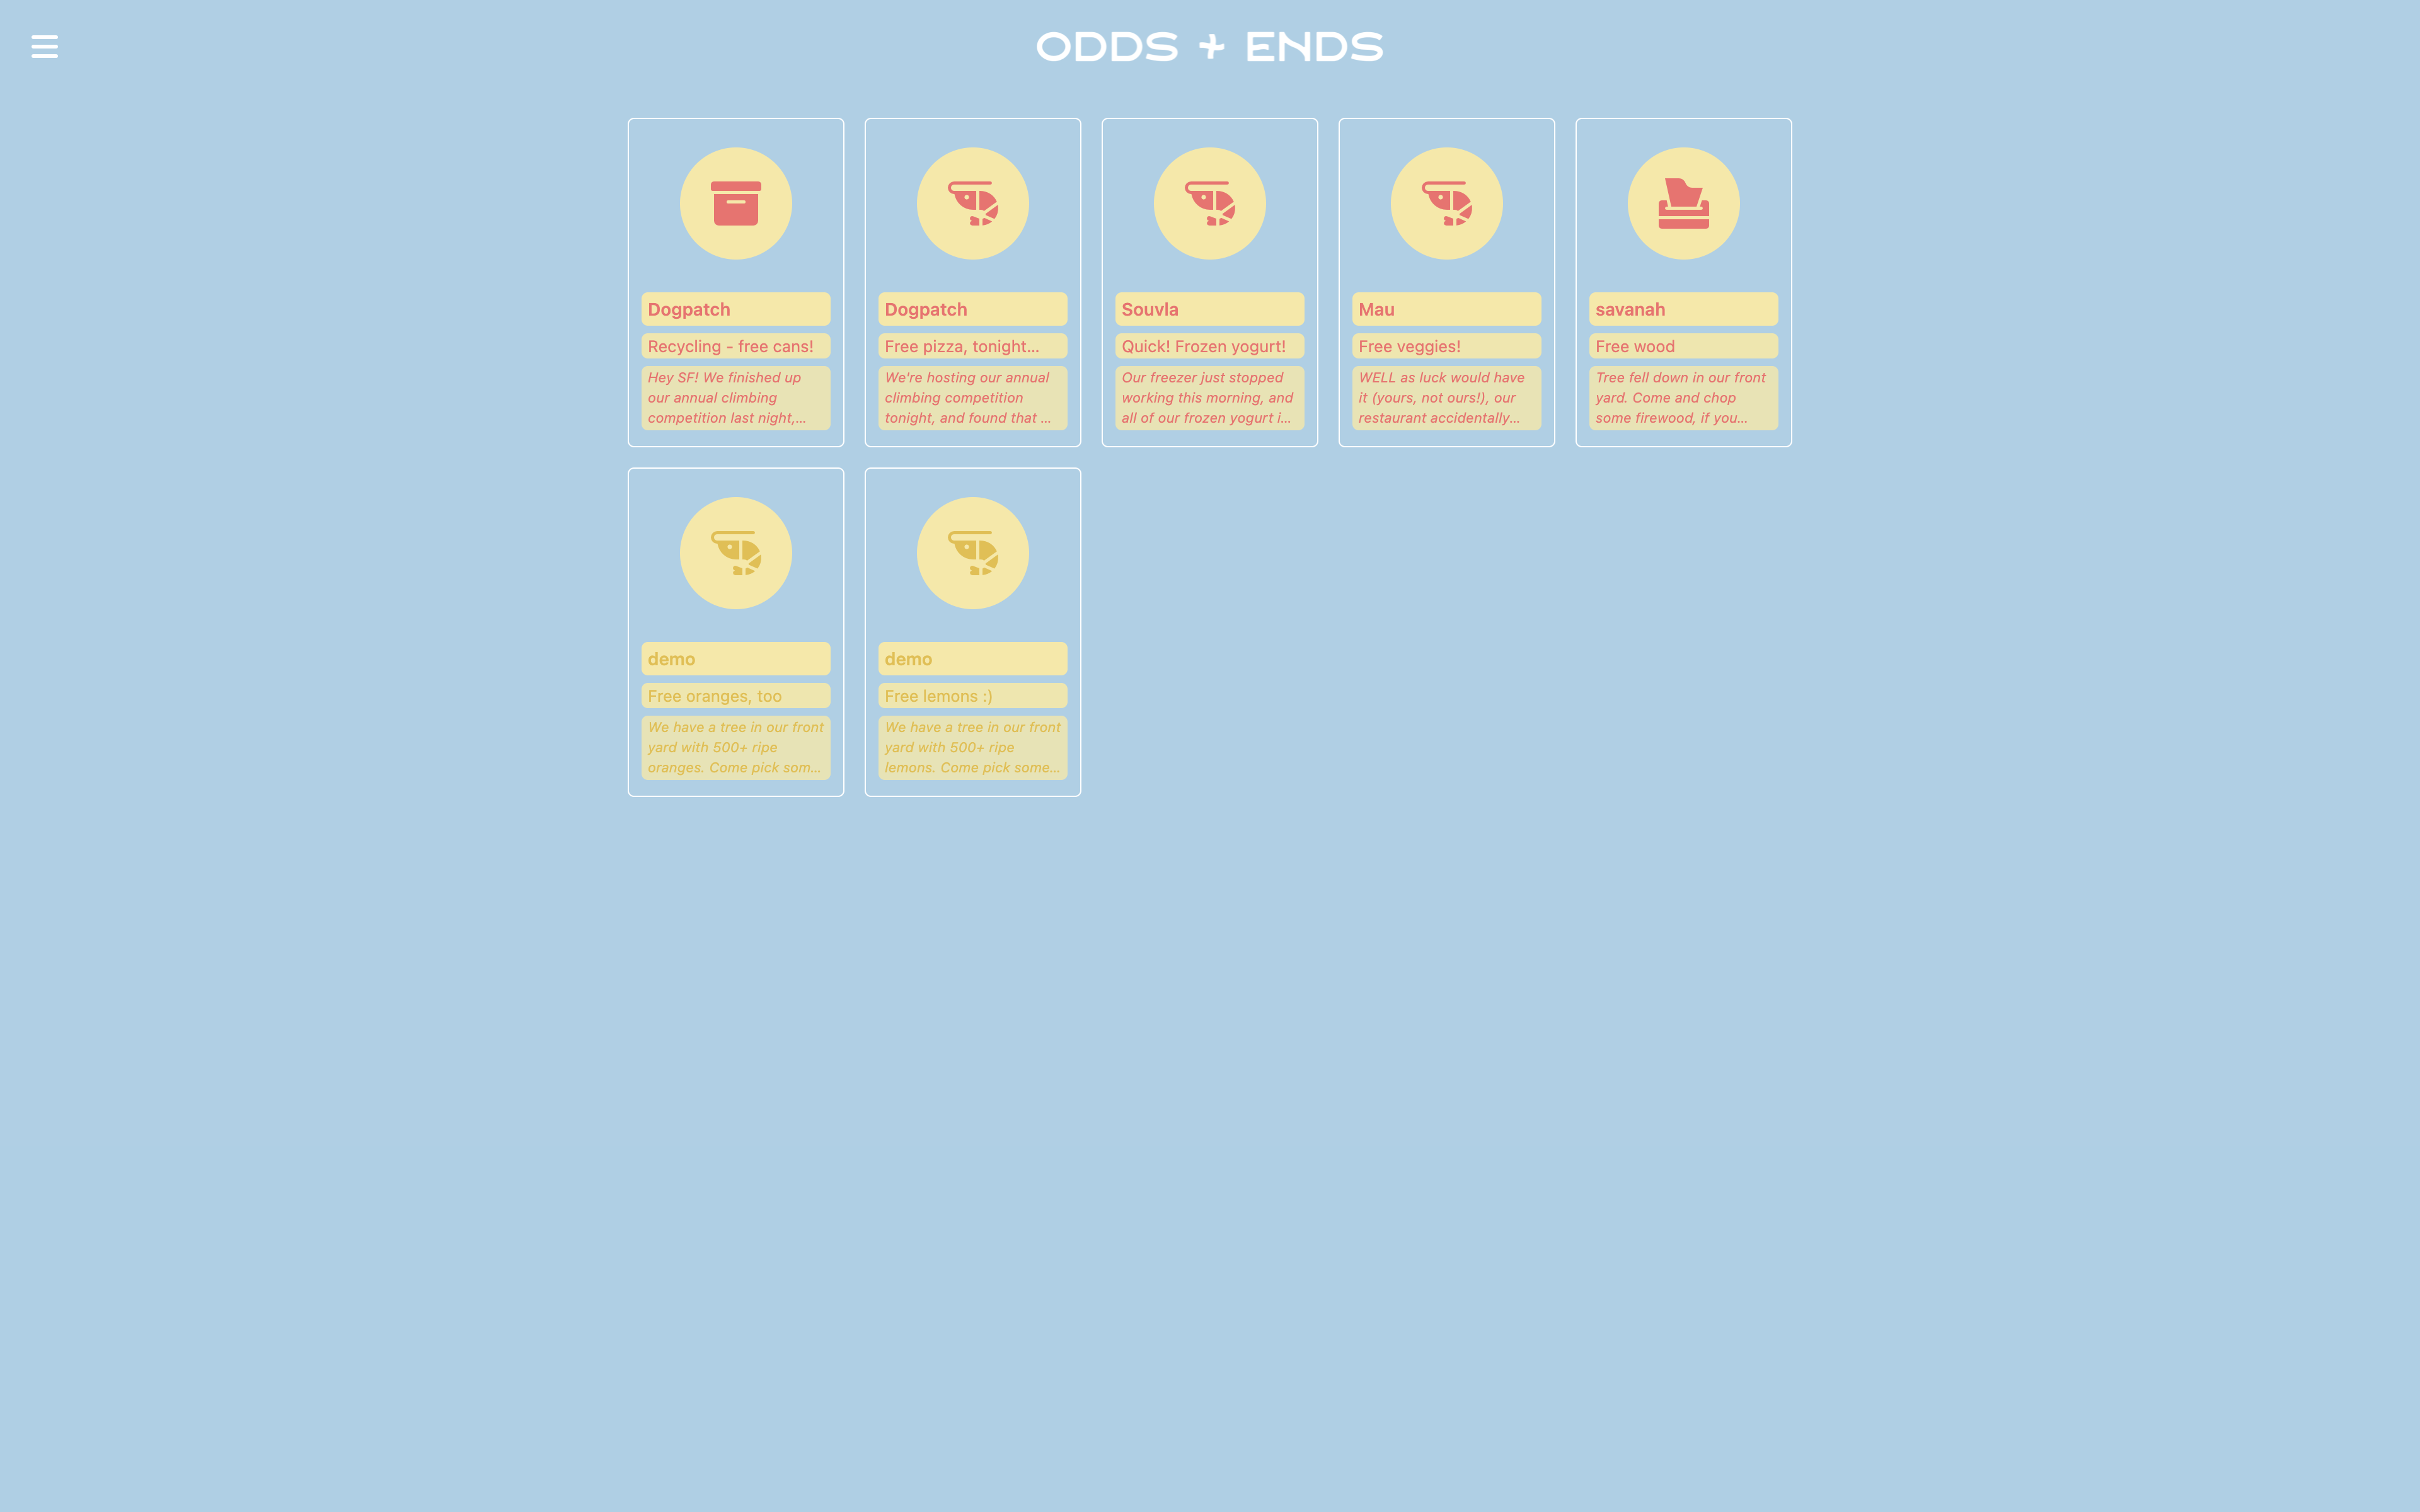 ODDS + ENDS
Dogpatch
Recycling - free cans!
Hey SF! We finished up
our annual climbing
competition last night,...
Dogpatch
Free pizza, tonight...
We're hosting our annual
climbing competition
tonight, and found that ...
Souvla
Quick! Frozen yogurt!
Our freezer just stopped
working this morning, and
all of our frozen yogurt i...
Mau
Free veggies!
WELL as luck would have
it (yours, not ours!), our
restaurant accidentally...
savanah
Free wood
Tree fell down in our front
yard. Come and chop
some firewood, if you...
demo
Free oranges, too
We have a tree in our front
yard with 500+ ripe
oranges. Come pick som...
demo
Free lemons :)
We have a tree in our front
yard with 500+ ripe
lemons. Come pick some...